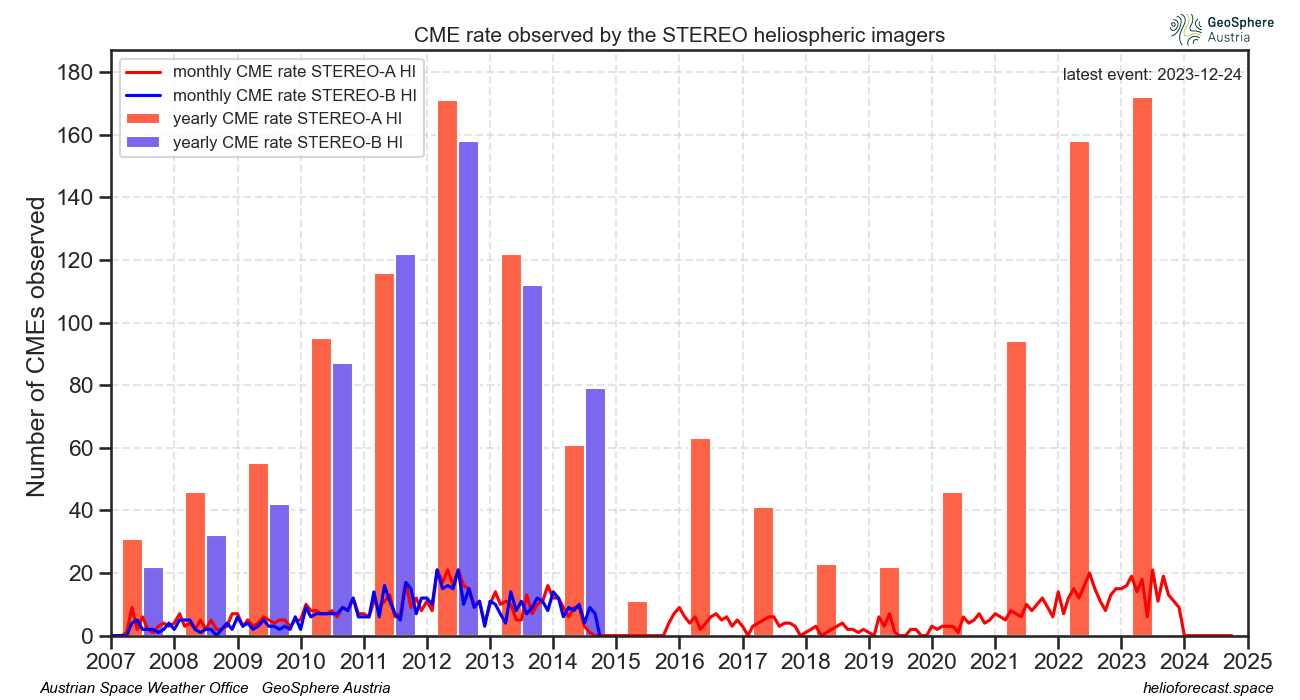 CME rate observed by the STEREO heliospheric imagers
GeoSphere
Austria
latest event: 2023-12-24
monthly CME rate STEREO-A HI
monthly CME rate STEREO-B HI
yearly CME rate STEREO-A HI
yearly CME rate STEREO-B HI
Number of CMEs observed
180
160
140
120
100
80
60
40
20
0
2007 2008 2009 2010 2011 2012 2013 2014 2015 2016 2017 2018 2019 2020 2021 2022 2023 2024 2025
Austrian Space Weather Office GeoSphere Austria
helioforecast.space